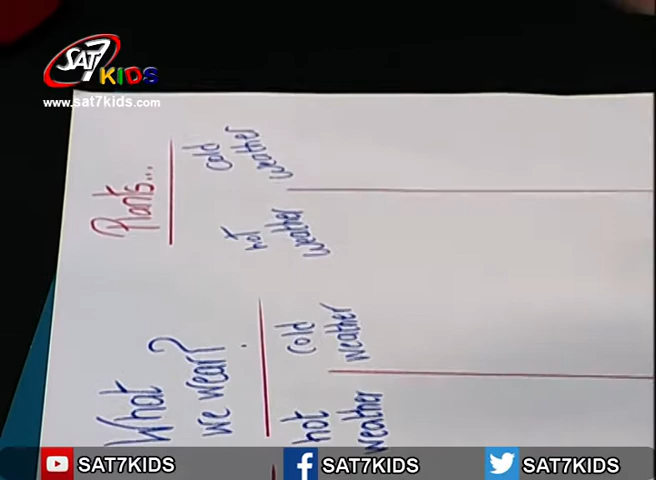 SAT7
KIDS
www.sat7kids.com
What
we wear?
hot
weather
cold
weather
Plants...
hot
weather
cold
weather
SAT7KIDS
SAT7KIDS
SAT7KIDS